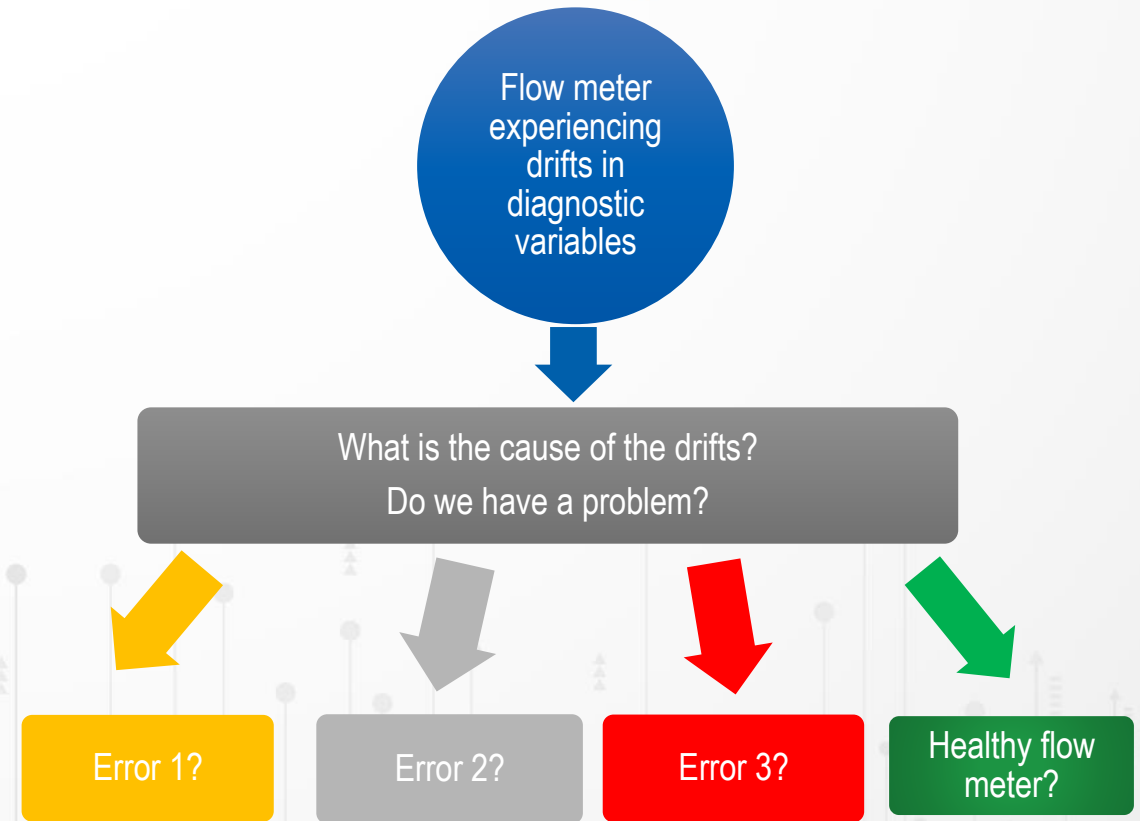 Flow meter
experiencing
drifts in
diagnostic
variables
What is the cause of the drifts?
Do we have a problem?
Error 1?
Error 2?
Error 3?
Healthy flow
meter?